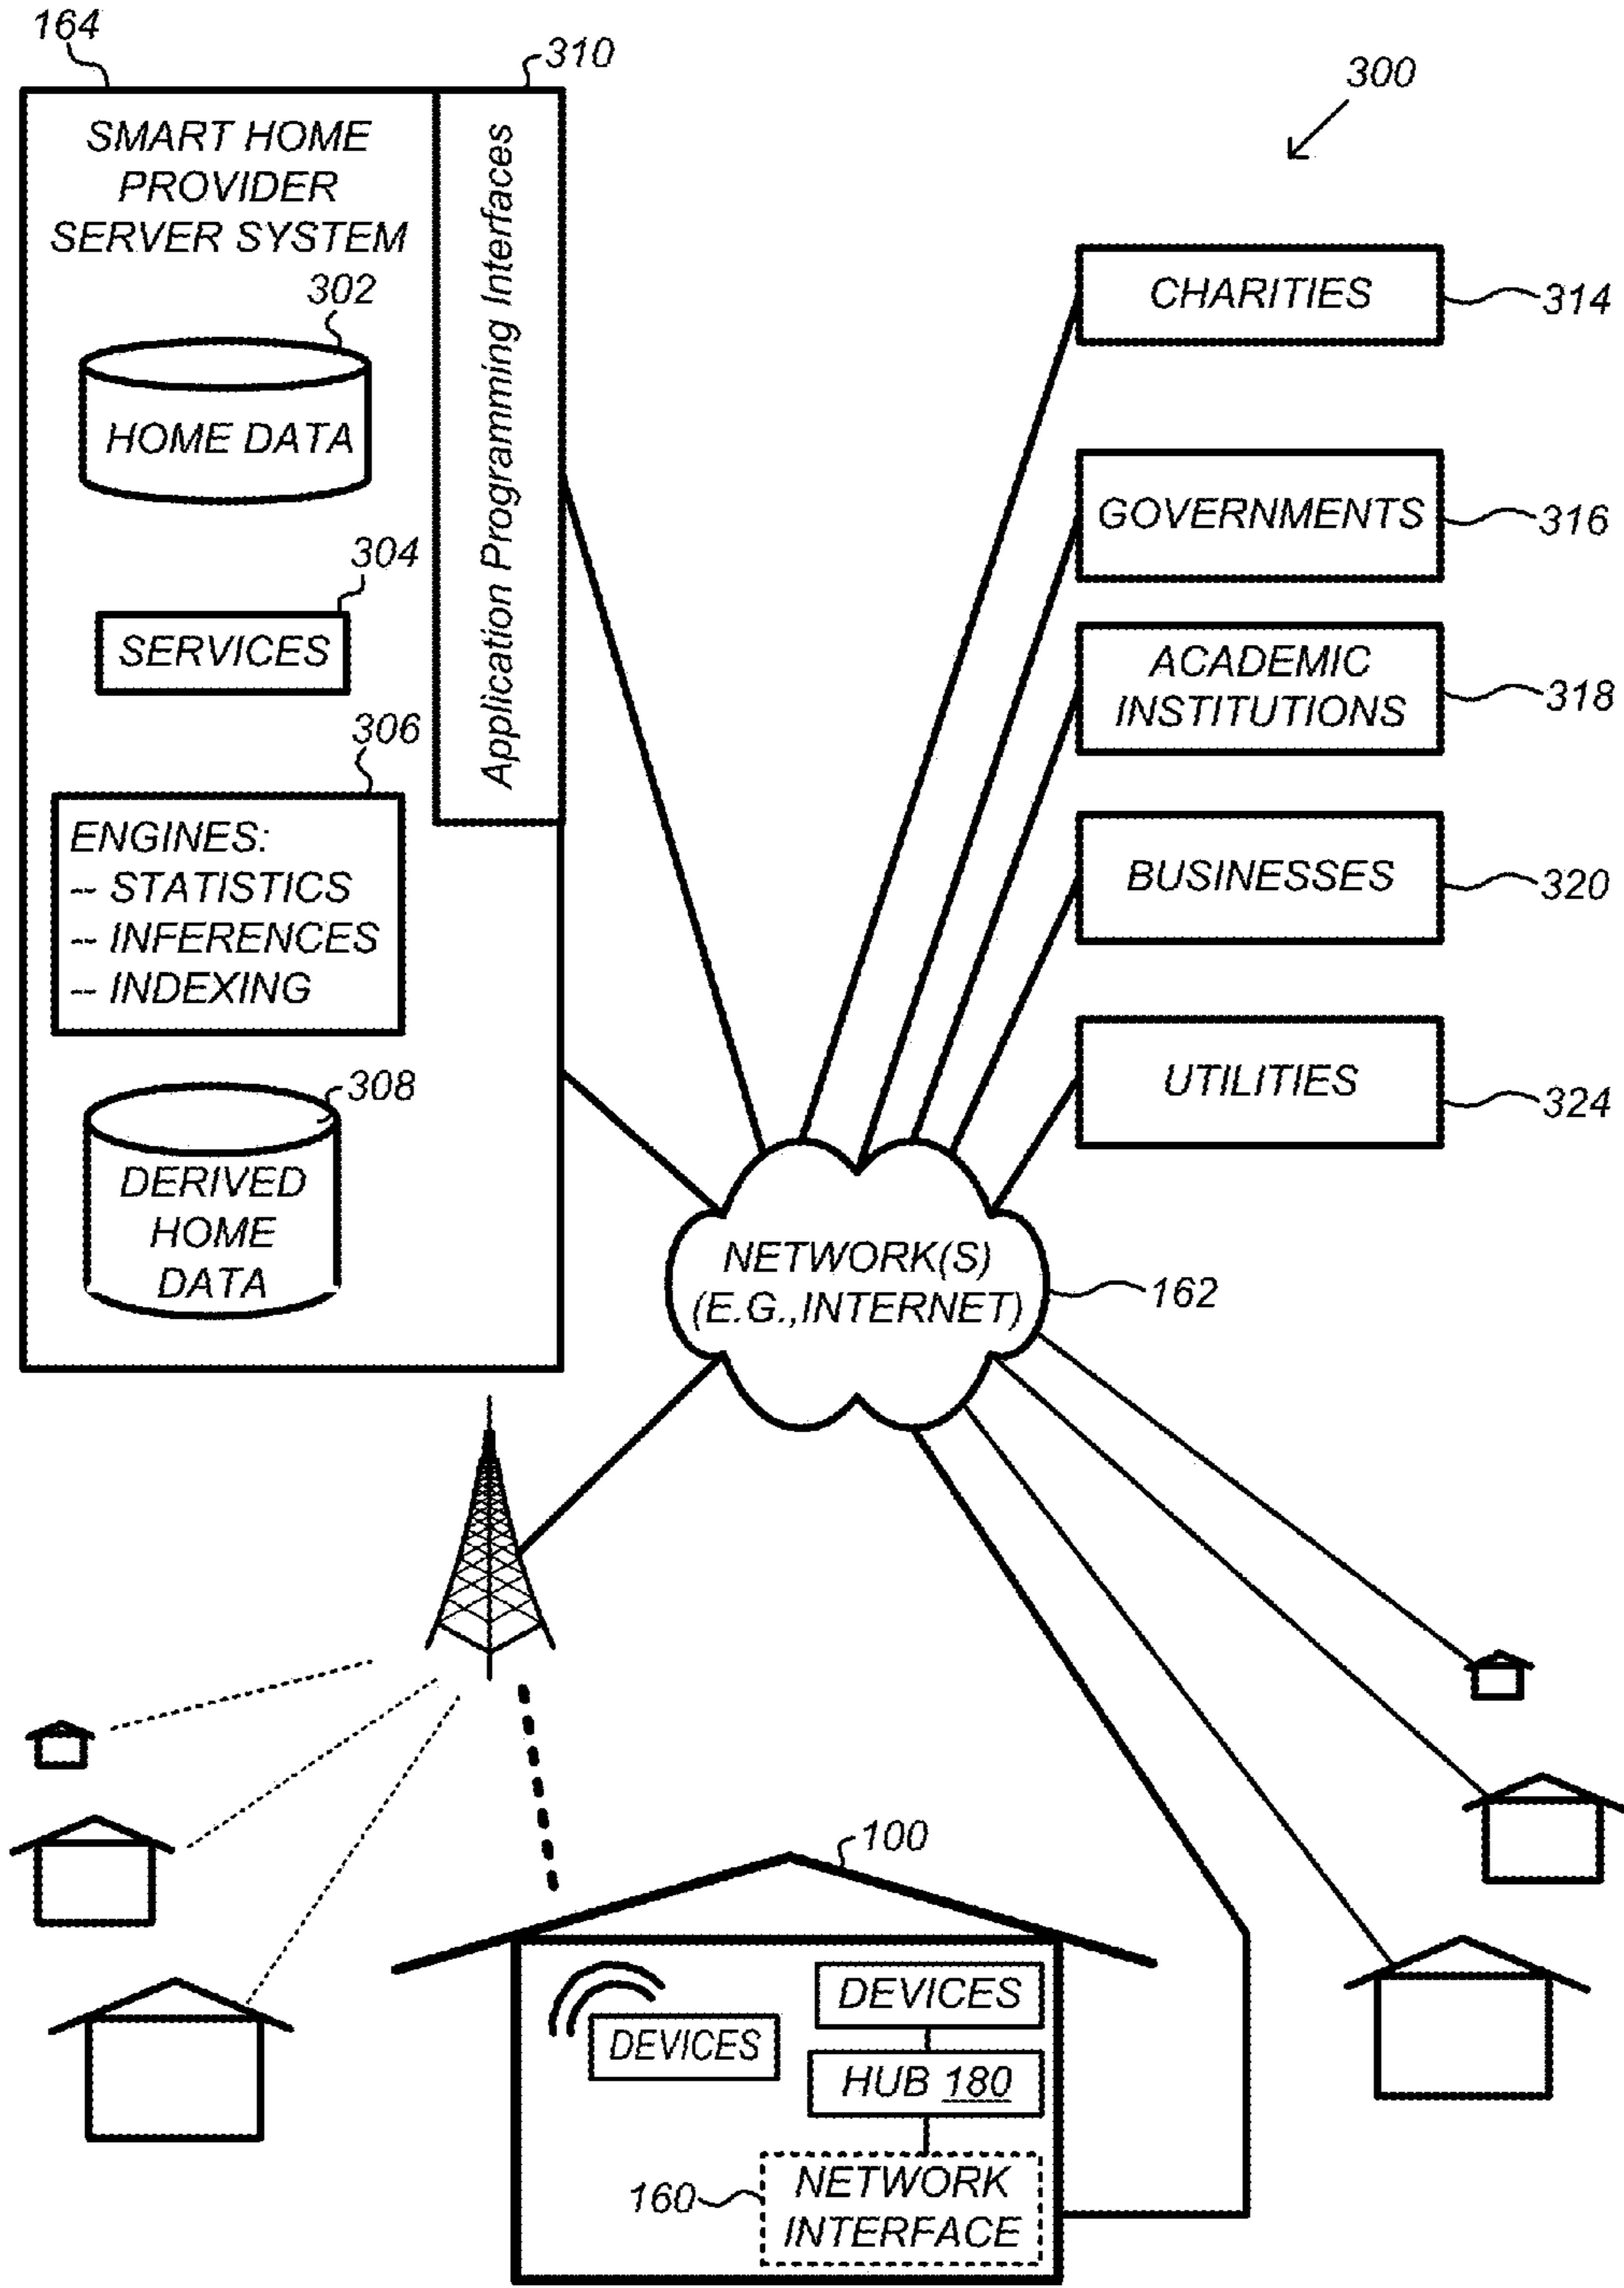 164
310
300
SMART HOME
PROVIDER
SERVER SYSTEM
Application Programming Interfaces
302
HOME DATA
304
SERVICES
306
ENGINES:
-- STATISTICS
-- INFERENCES
-- INDEXING
308
DERIVED
HOME
DATA
CHARITIES
314
GOVERNMENTS
316
ACADEMIC
INSTITUTIONS
318
BUSINESSES
320
UTILITIES
324
NETWORK(S)
(E.G.,INTERNET)
162
100
DEVICES
DEVICES
HUB 180
160
NETWORK
INTERFACE